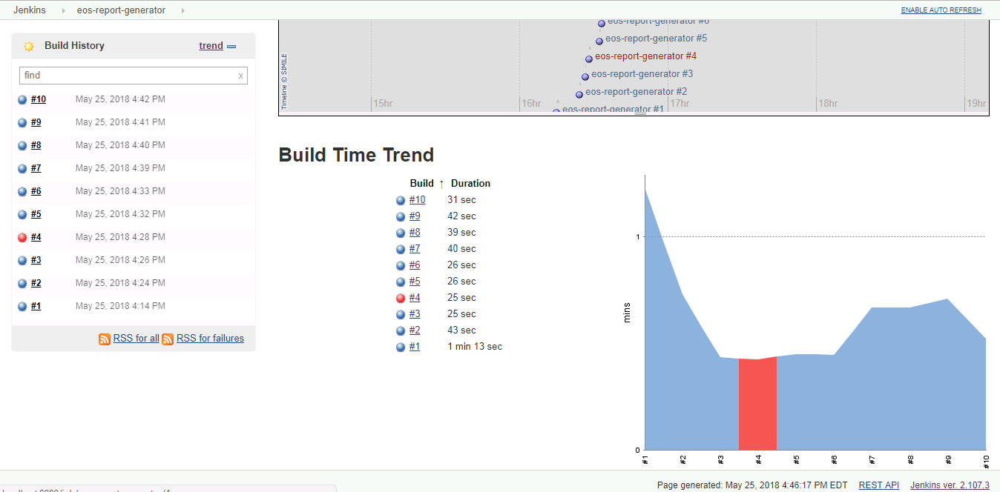 Jenkins eos-report-generator ENABLE AUTO REFRESH
Build History trend
find x
#10 May 25, 2018 4:42 PM
#9 May 25, 2018 4:41 PM
#8 May 25, 2018 4:40 PM
#7 May 25, 2018 4:39 PM
#6 May 25, 2018 4:33 PM
#5 May 25, 2018 4:32 PM
#4 May 25, 2018 4:28 PM
#3 May 25, 2018 4:26 PM
#2 May 25, 2018 4:24 PM
#1 May 25, 2018 4:14 PM
RSS for all RSS for failures
Timeline © SIMILE
eos-report-generator #6
eos-report-generator #5
eos-report-generator #4
eos-report-generator #3
eos-report-generator #2
eos-report-generator #1
15hr 16hr 17hr 18hr 19hr
Build Time Trend
Build ↑ Duration
#10 31 sec
#9 42 sec
#8 39 sec
#7 40 sec
#6 26 sec
#5 26 sec
#4 25 sec
#3 25 sec
#2 43 sec
#1 1 min 13 sec
mins
1
0
#1 #2 #3 #4 #5 #6 #7 #8 #9 #10
Page generated: May 25, 2018 4:46:17 PM EDT REST API Jenkins ver. 2.107.3